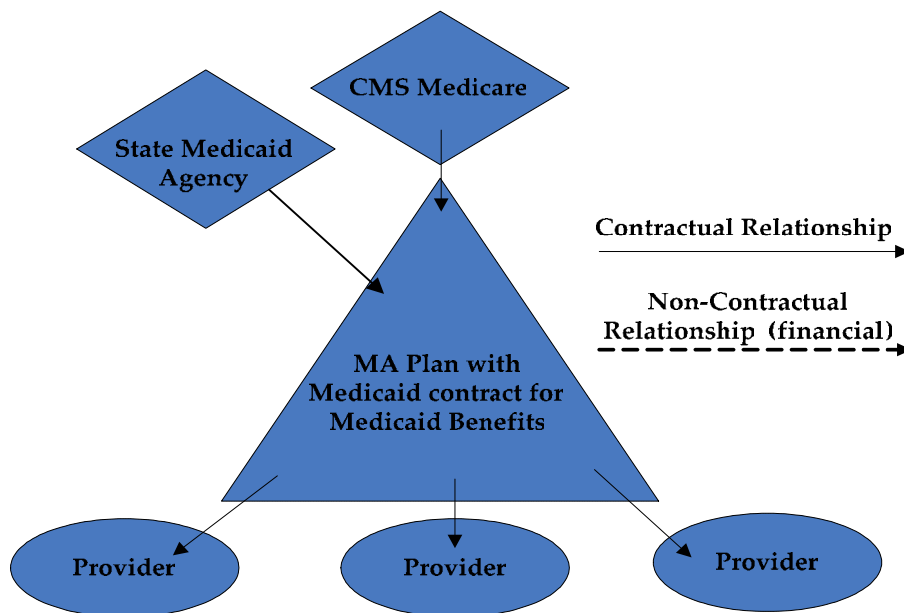 CMS Medicare
State Medicaid
Agency
Contractual Relationship
Non-Contractual
Relationship (financial)
MA Plan with
Medicaid contract for
Medicaid Benefits
Provider
Provider
Provider